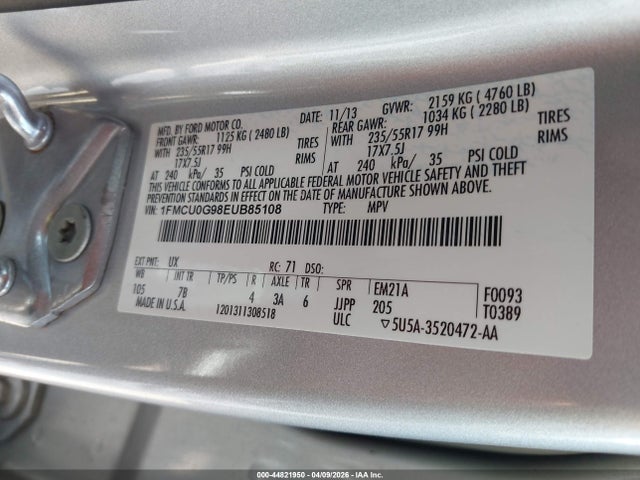 MFD. BY FORD MOTOR CO. DATE: 11/13 GVWR: 2159 KG ( 4760 LB)
FRONT GAWR: 1125 KG ( 2480 LB) REAR GAWR: 1034 KG ( 2280 LB)
WITH 235/55R17 99H TIRES WITH 235/55R17 99H TIRES
17X7.5J RIMS 17X7.5J RIMS
AT 240 kPa/ 35 PSI COLD AT 240 kPa/ 35 PSI COLD
THIS VEHICLE CONFORMS TO ALL APPLICABLE FEDERAL MOTOR VEHICLE SAFETY AND THEFT
PREVENTION STANDARDS IN EFFECT ON THE DATE OF MANUFACTURE SHOWN ABOVE.
VIN: 1FMCU0G98EUB85108 TYPE: MPV
EXT PNT: UX RC: 71 DSO:
WB INT TR TP/PS R AXLE TR SPR EM21A F0093
105 7B 4 3A 6 JJPP 205 T0389
MADE IN U.S.A. 1201311308518 ULC 5U5A-3520472-AA
000-44821950 04/09/2026 IAA Inc.